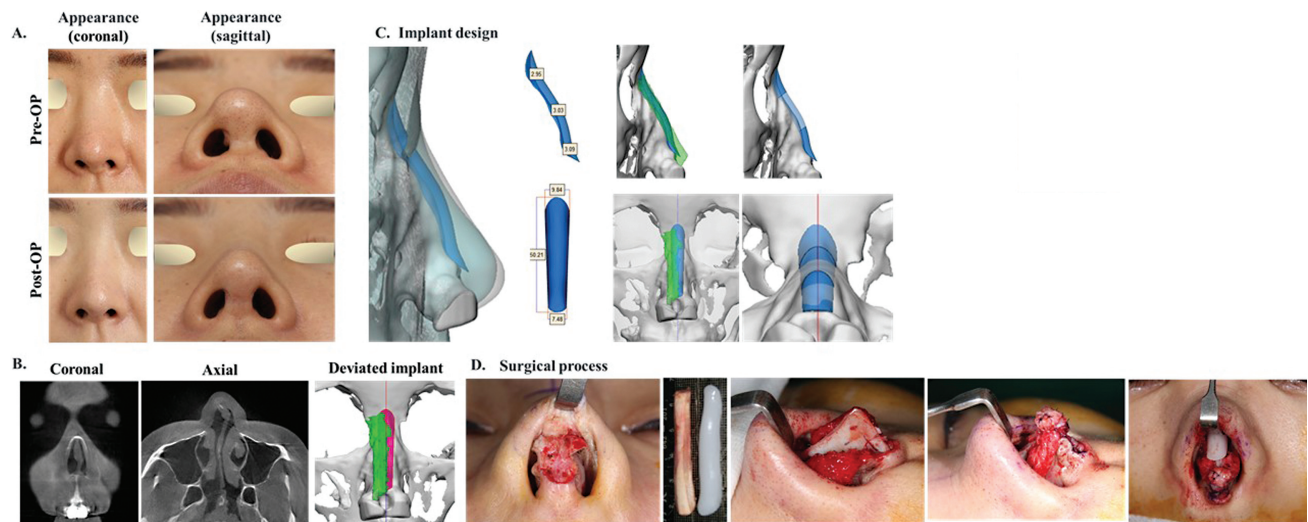 A.
Appearance
(coronal)
Appearance
(sagittal)
Pre-OP
Post-OP
C. Implant design
2.95
3.03
3.09
9.84
50.21
7.48
B.
Coronal
Axial
Deviated implant
D. Surgical process